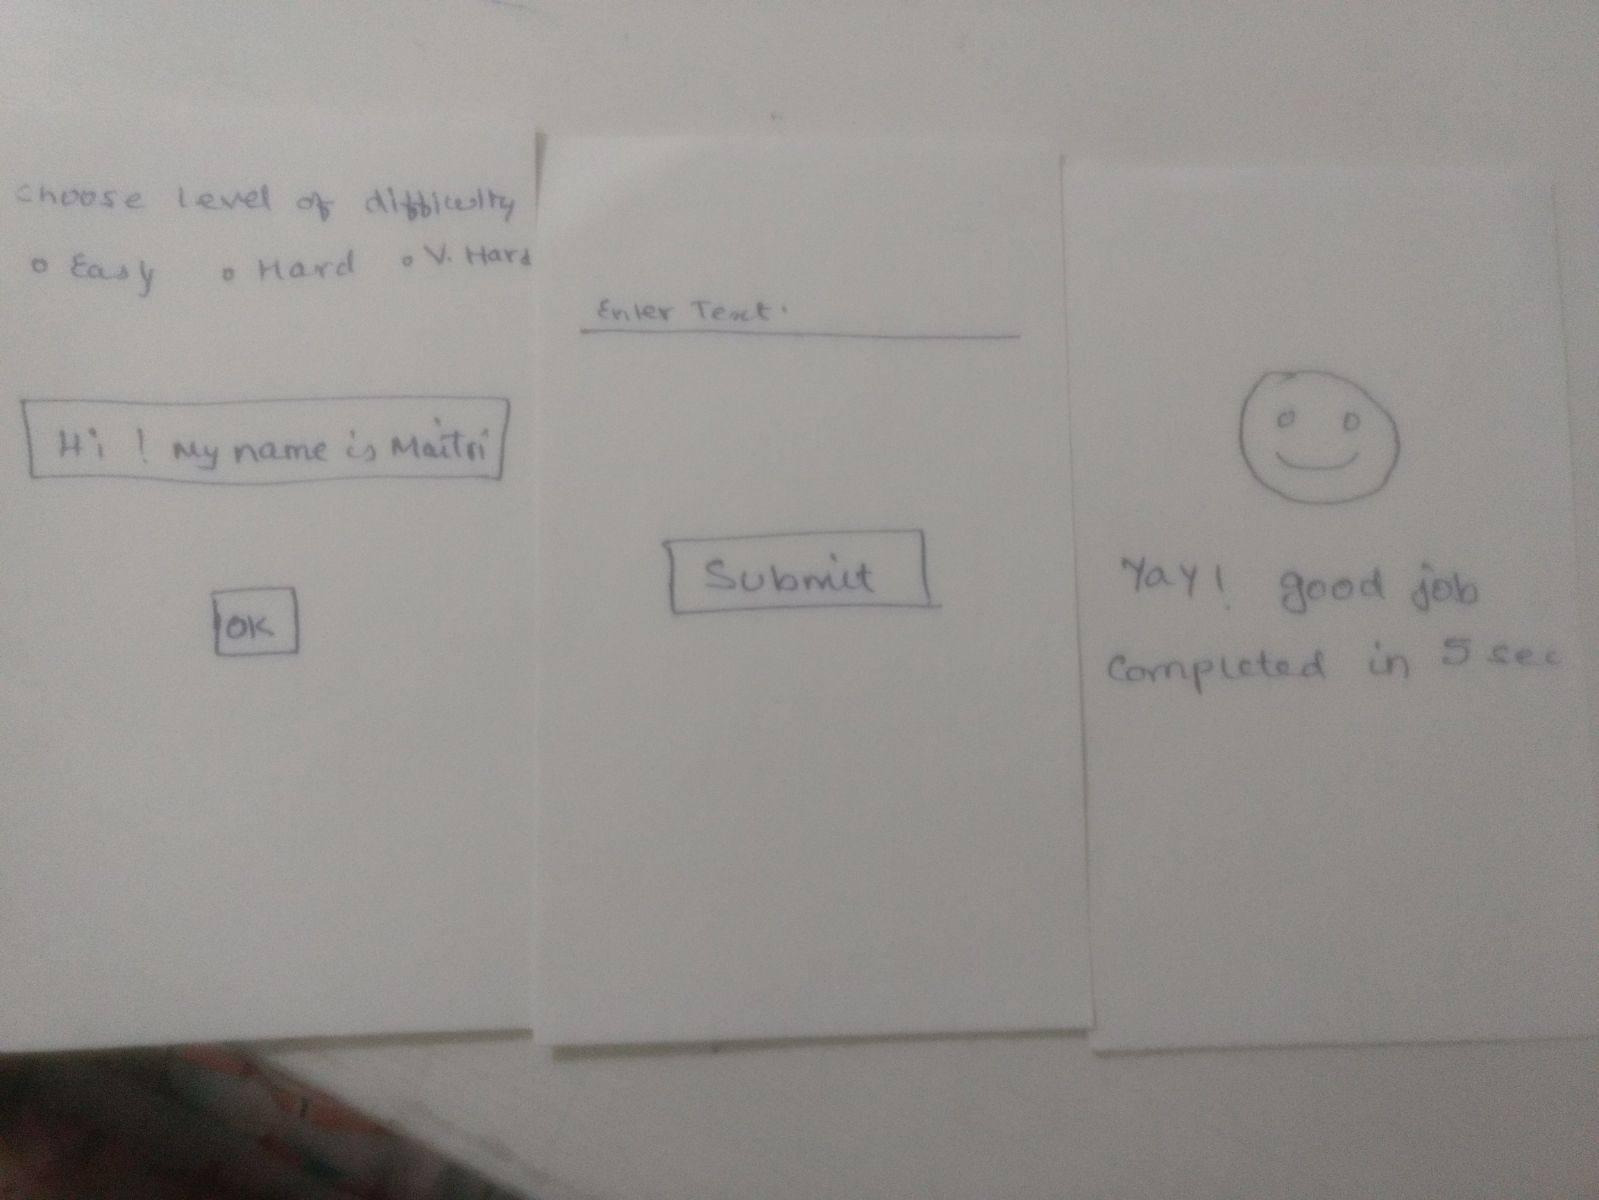 Choose Level of difficulty
Easy Hard V. Hard
Hi ! My name is Maitri
OK
Enter Text:
Submit
Yay! good job
Completed in 5 sec